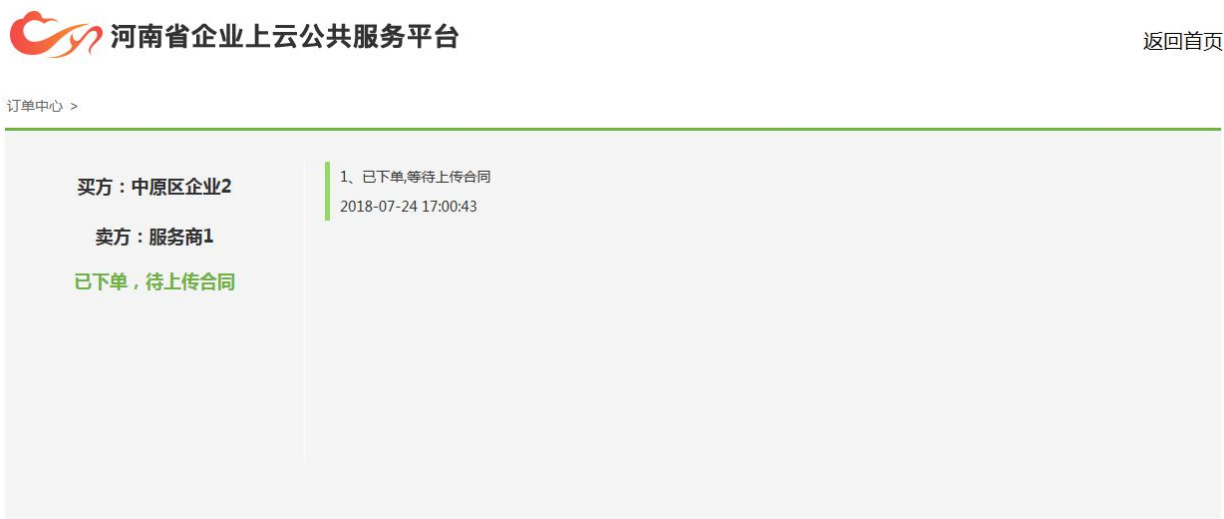 河南省企业上云公共服务平台
返回首页
订单中心 >
买方：中原区企业2
卖方：服务商1
已下单，待上传合同
1、已下单,等待上传合同
2018-07-24 17:00:43